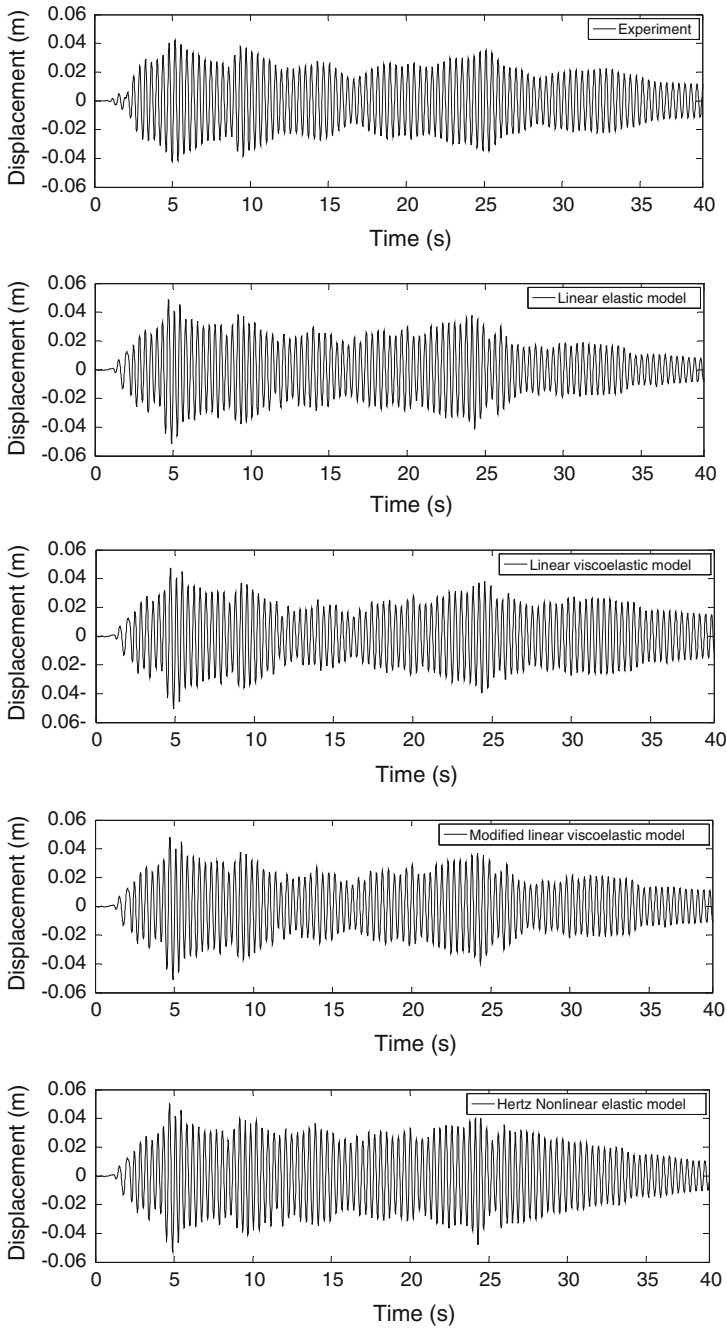 0.06
0.04
0.02
0
-0.02
-0.04
-0.06
Displacement (m)
Experiment
0 5 10 15 20 25 30 35 40
Time (s)
0.06
0.04
0.02
0
-0.02
-0.04
-0.06
Displacement (m)
Linear elastic model
0 5 10 15 20 25 30 35 40
Time (s)
0.06
0.04
0.02
0
0.02-
0.04-
0.06-
Displacement (m)
Linear viscoelastic model
0 5 10 15 20 25 30 35 40
Time (s)
0.06
0.04
0.02
0
-0.02
-0.04
-0.06
Displacement (m)
Modified linear viscoelastic model
0 5 10 15 20 25 30 35 40
Time (s)
0.06
0.04
0.02
0
-0.02
-0.04
-0.06
Displacement (m)
Hertz Nonlinear elastic model
0 5 10 15 20 25 30 35 40
Time (s)